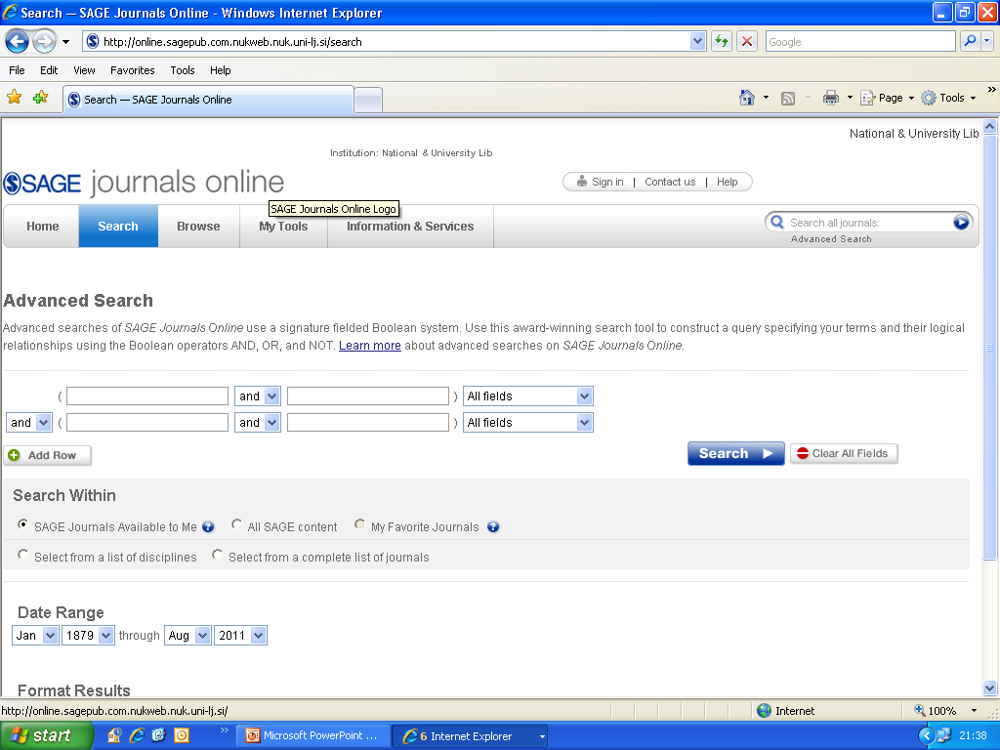 Search — SAGE Journals Online - Windows Internet Explorer
http://online.sagepub.com.nukweb.nuk.uni-lj.si/search
Google
File Edit View Favorites Tools Help
Search — SAGE Journals Online
Page Tools »
National & University Lib
Institution: National & University Lib
SAGE journals online
Sign in | Contact us | Help
SAGE Journals Online Logo
Home Search Browse My Tools Information & Services
Search all journals:
Advanced Search
Advanced Search
Advanced searches of SAGE Journals Online use a signature fielded Boolean system. Use this award-winning search tool to construct a query specifying your terms and their logical
relationships using the Boolean operators AND, OR, and NOT. Learn more about advanced searches on SAGE Journals Online.
( and ) All fields
and ( and ) All fields
Add Row
Search Clear All Fields
Search Within
SAGE Journals Available to Me ? All SAGE content My Favorite Journals ?
Select from a list of disciplines Select from a complete list of journals
Date Range
Jan 1879 through Aug 2011
Format Results
http://online.sagepub.com.nukweb.nuk.uni-lj.si/ Internet 100%
start » Microsoft PowerPoint ... 6 Internet Explorer 21:38